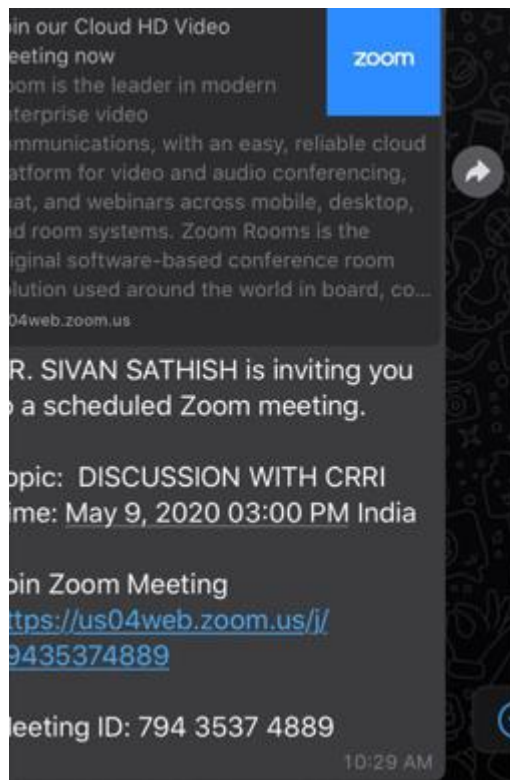 in our Cloud HD Video
eeting now
zoom
om is the leader in modern
terprise video
mmunications, with an easy, reliable cloud
atform for video and audio conferencing,
at, and webinars across mobile, desktop,
d room systems. Zoom Rooms is the
iginal software-based conference room
lution used around the world in board, co...
04web.zoom.us
R. SIVAN SATHISH is inviting you
a scheduled Zoom meeting.
opic: DISCUSSION WITH CRRI
ime: May 9, 2020 03:00 PM India
oin Zoom Meeting
ttps://us04web.zoom.us/j/
9435374889
eeting ID: 794 3537 4889
10:29 AM